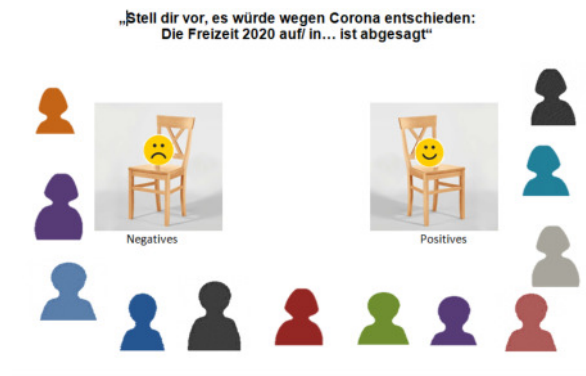 „Stell dir vor, es würde wegen Corona entschieden:
Die Freizeit 2020 auf/ in… ist abgesagt“
Negatives
Positives